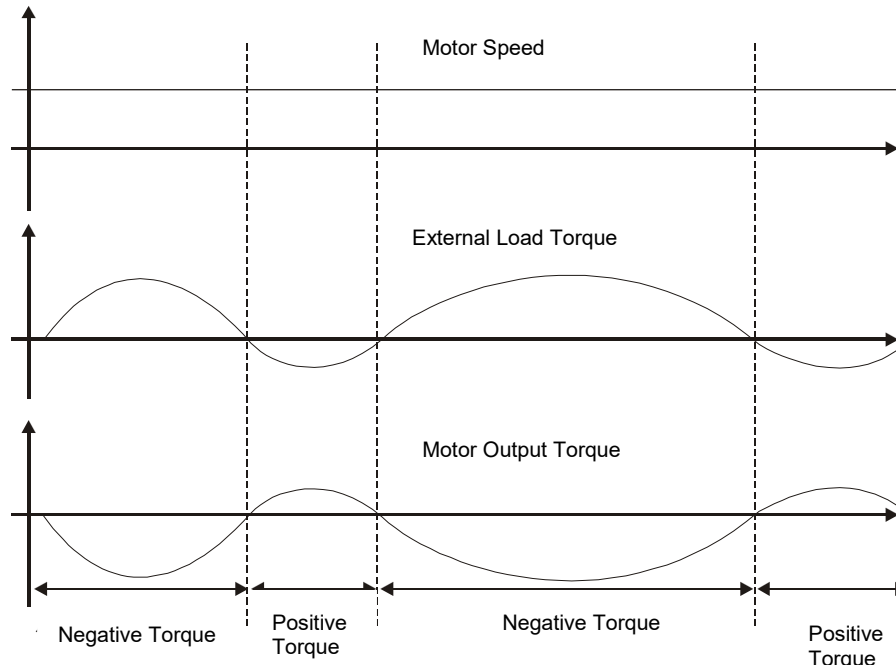 Motor Speed
External Load Torque
Motor Output Torque
Negative Torque
Positive
Torque
Negative Torque
Positive
Torque